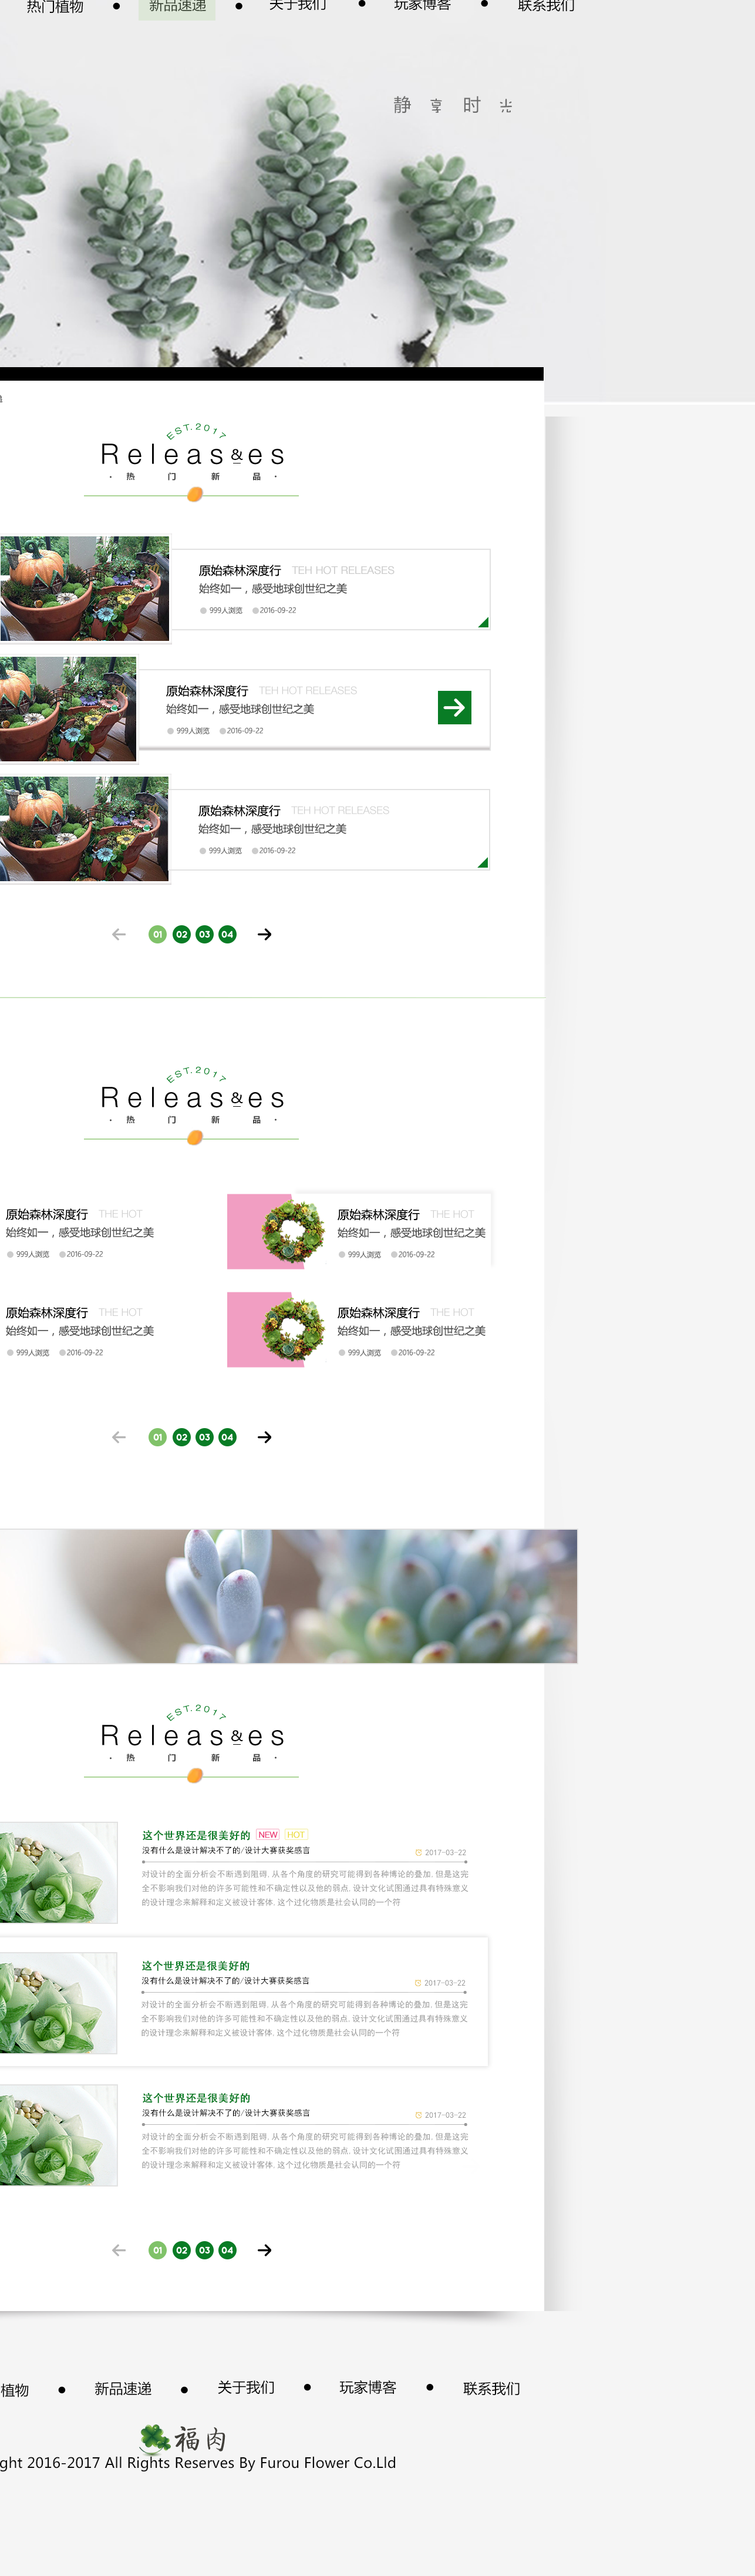 热门植物 ● 新品速递 ● 关于我们 ● 玩家博客 ● 联系我们
静 享 时 光
EST.2017
Releas&es
· 热 门 新 品 ·
原始森林深度行 TEH HOT RELEASES
始终如一，感受地球创世纪之美
999人浏览 2016-09-22
原始森林深度行 TEH HOT RELEASES
始终如一，感受地球创世纪之美
999人浏览 2016-09-22
原始森林深度行 TEH HOT RELEASES
始终如一，感受地球创世纪之美
999人浏览 2016-09-22
01 02 03 04
EST.2017
Releas&es
· 热 门 新 品 ·
原始森林深度行 THE HOT
始终如一，感受地球创世纪之美
999人浏览 2016-09-22
原始森林深度行 THE HOT
始终如一，感受地球创世纪之美
999人浏览 2016-09-22
原始森林深度行 THE HOT
始终如一，感受地球创世纪之美
999人浏览 2016-09-22
原始森林深度行 THE HOT
始终如一，感受地球创世纪之美
999人浏览 2016-09-22
01 02 03 04
EST.2017
Releas&es
· 热 门 新 品 ·
这个世界还是很美好的 NEW HOT
没有什么是设计解决不了的/设计大赛获奖感言 2017-03-22
对设计的全面分析会不断遇到阻碍, 从各个角度的研究可能得到各种博论的叠加, 但是这完
全不影响我们对他的许多可能性和不确定性以及他的弱点, 设计文化试图通过具有特殊意义
的设计理念来解释和定义被设计客体, 这个过化物质是社会认同的一个符
这个世界还是很美好的
没有什么是设计解决不了的/设计大赛获奖感言 2017-03-22
对设计的全面分析会不断遇到阻碍, 从各个角度的研究可能得到各种博论的叠加, 但是这完
全不影响我们对他的许多可能性和不确定性以及他的弱点, 设计文化试图通过具有特殊意义
的设计理念来解释和定义被设计客体, 这个过化物质是社会认同的一个符
这个世界还是很美好的
没有什么是设计解决不了的/设计大赛获奖感言 2017-03-22
对设计的全面分析会不断遇到阻碍, 从各个角度的研究可能得到各种博论的叠加, 但是这完
全不影响我们对他的许多可能性和不确定性以及他的弱点, 设计文化试图通过具有特殊意义
的设计理念来解释和定义被设计客体, 这个过化物质是社会认同的一个符
01 02 03 04
植物 ● 新品速递 ● 关于我们 ● 玩家博客 ● 联系我们
福肉
ght 2016-2017 All Rights Reserves By Furou Flower Co.Lld